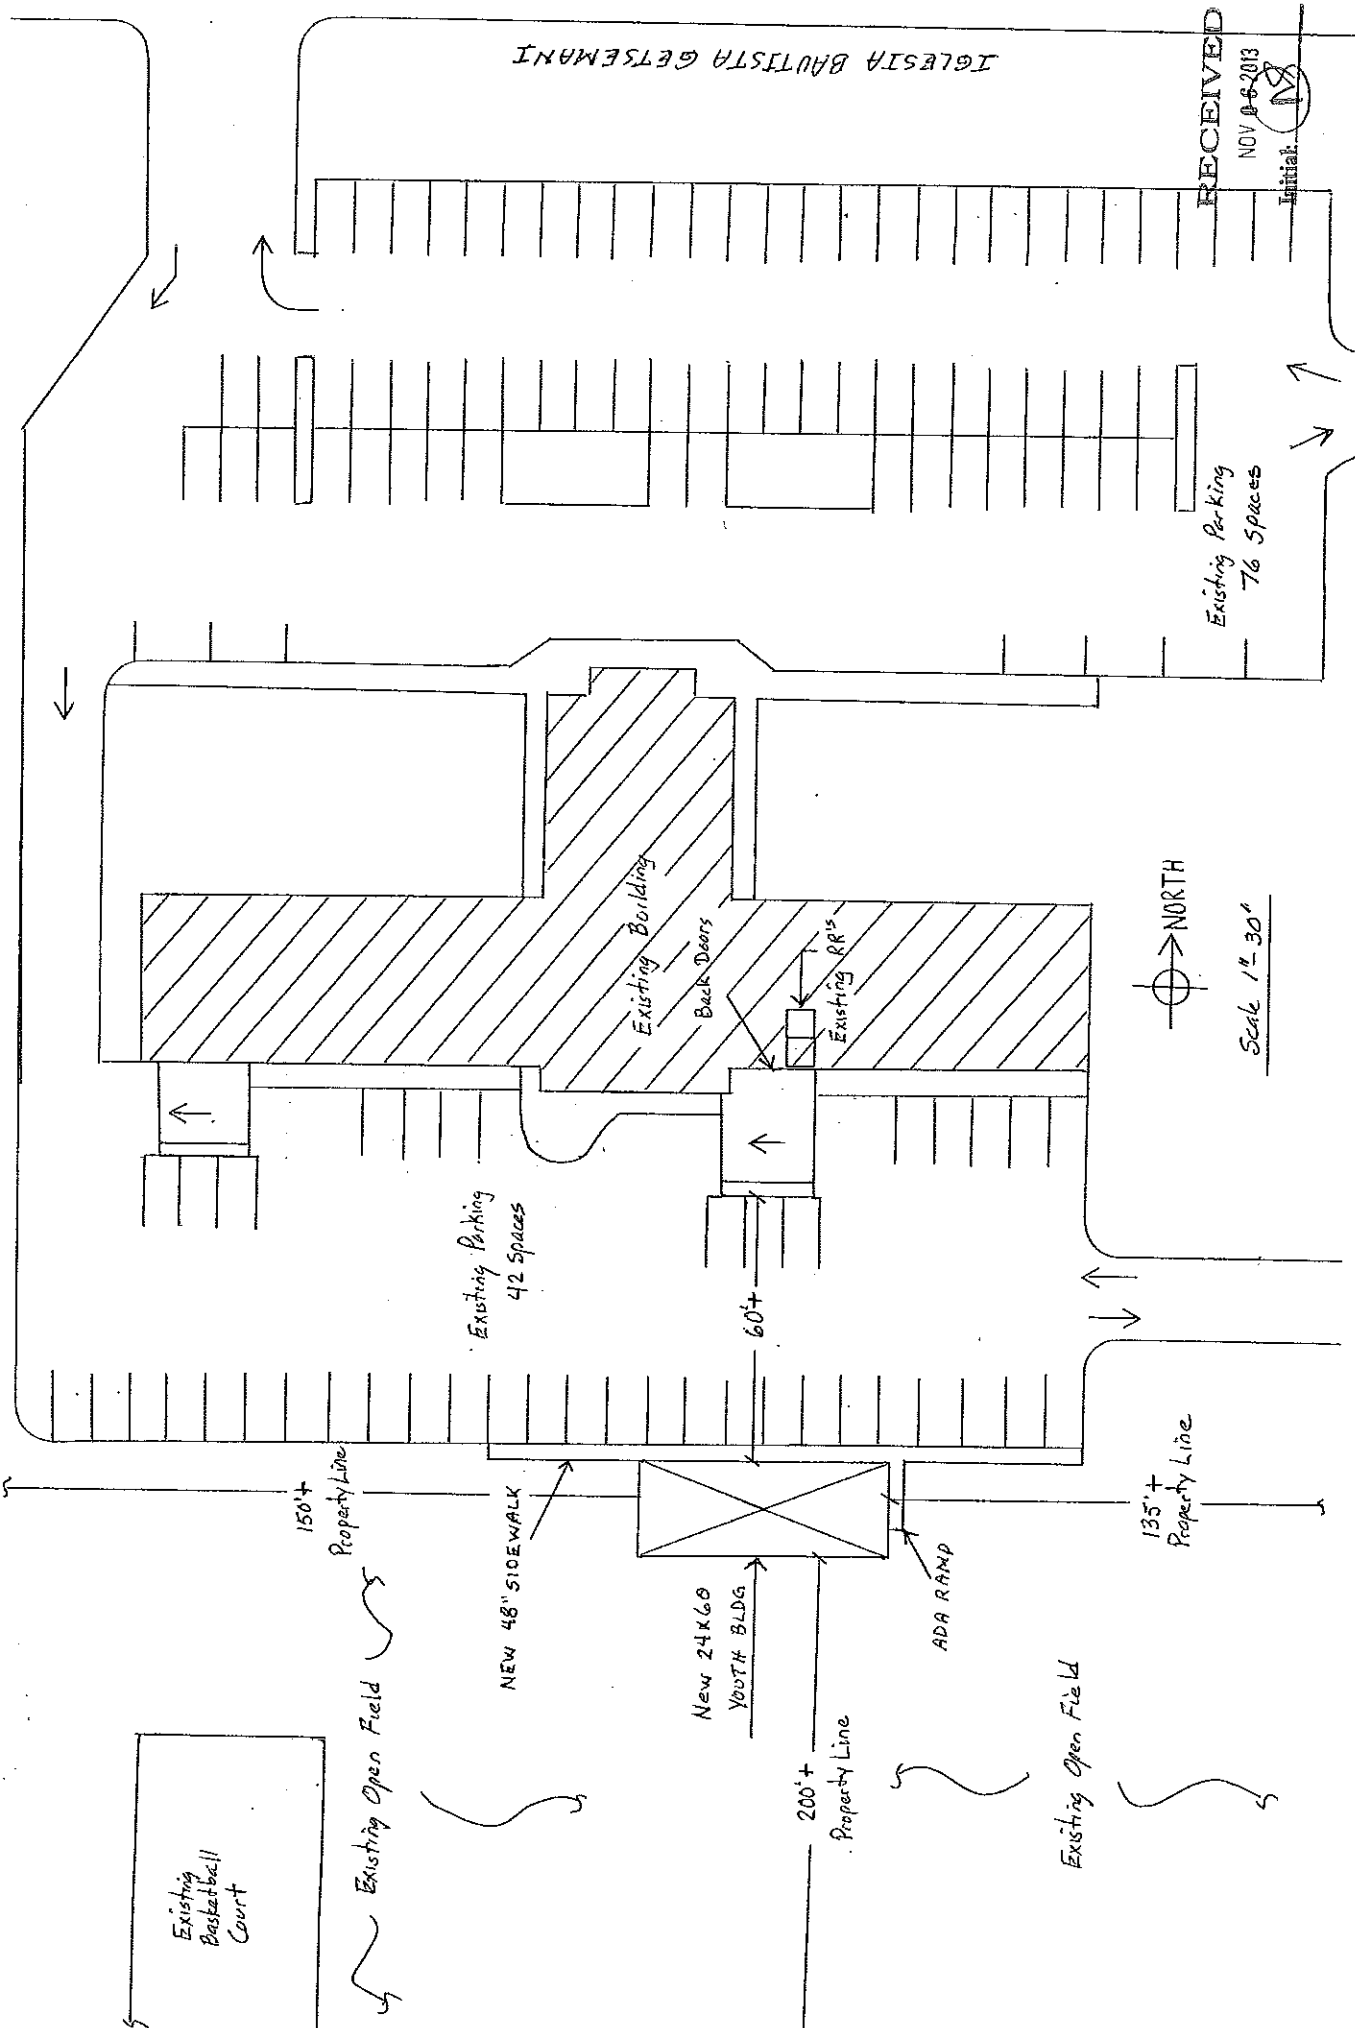 IGLESIA BAUTISTA GETSEMANI
RECEIVED
NOV 06 2013
Initial:
Existing Parking
76 Spaces
Existing Building
Back Doors
Existing RR's
NORTH
Scale 1"-30"
Existing Parking
42 Spaces
60'+
150'+
Property Line
NEW 48" SIDEWALK
New 24x60
YOUTH BLDG
ADA RAMP
135'+
Property Line
200'+
Property Line
Existing Open Field
Existing Open Field
Existing
Basketball
Court